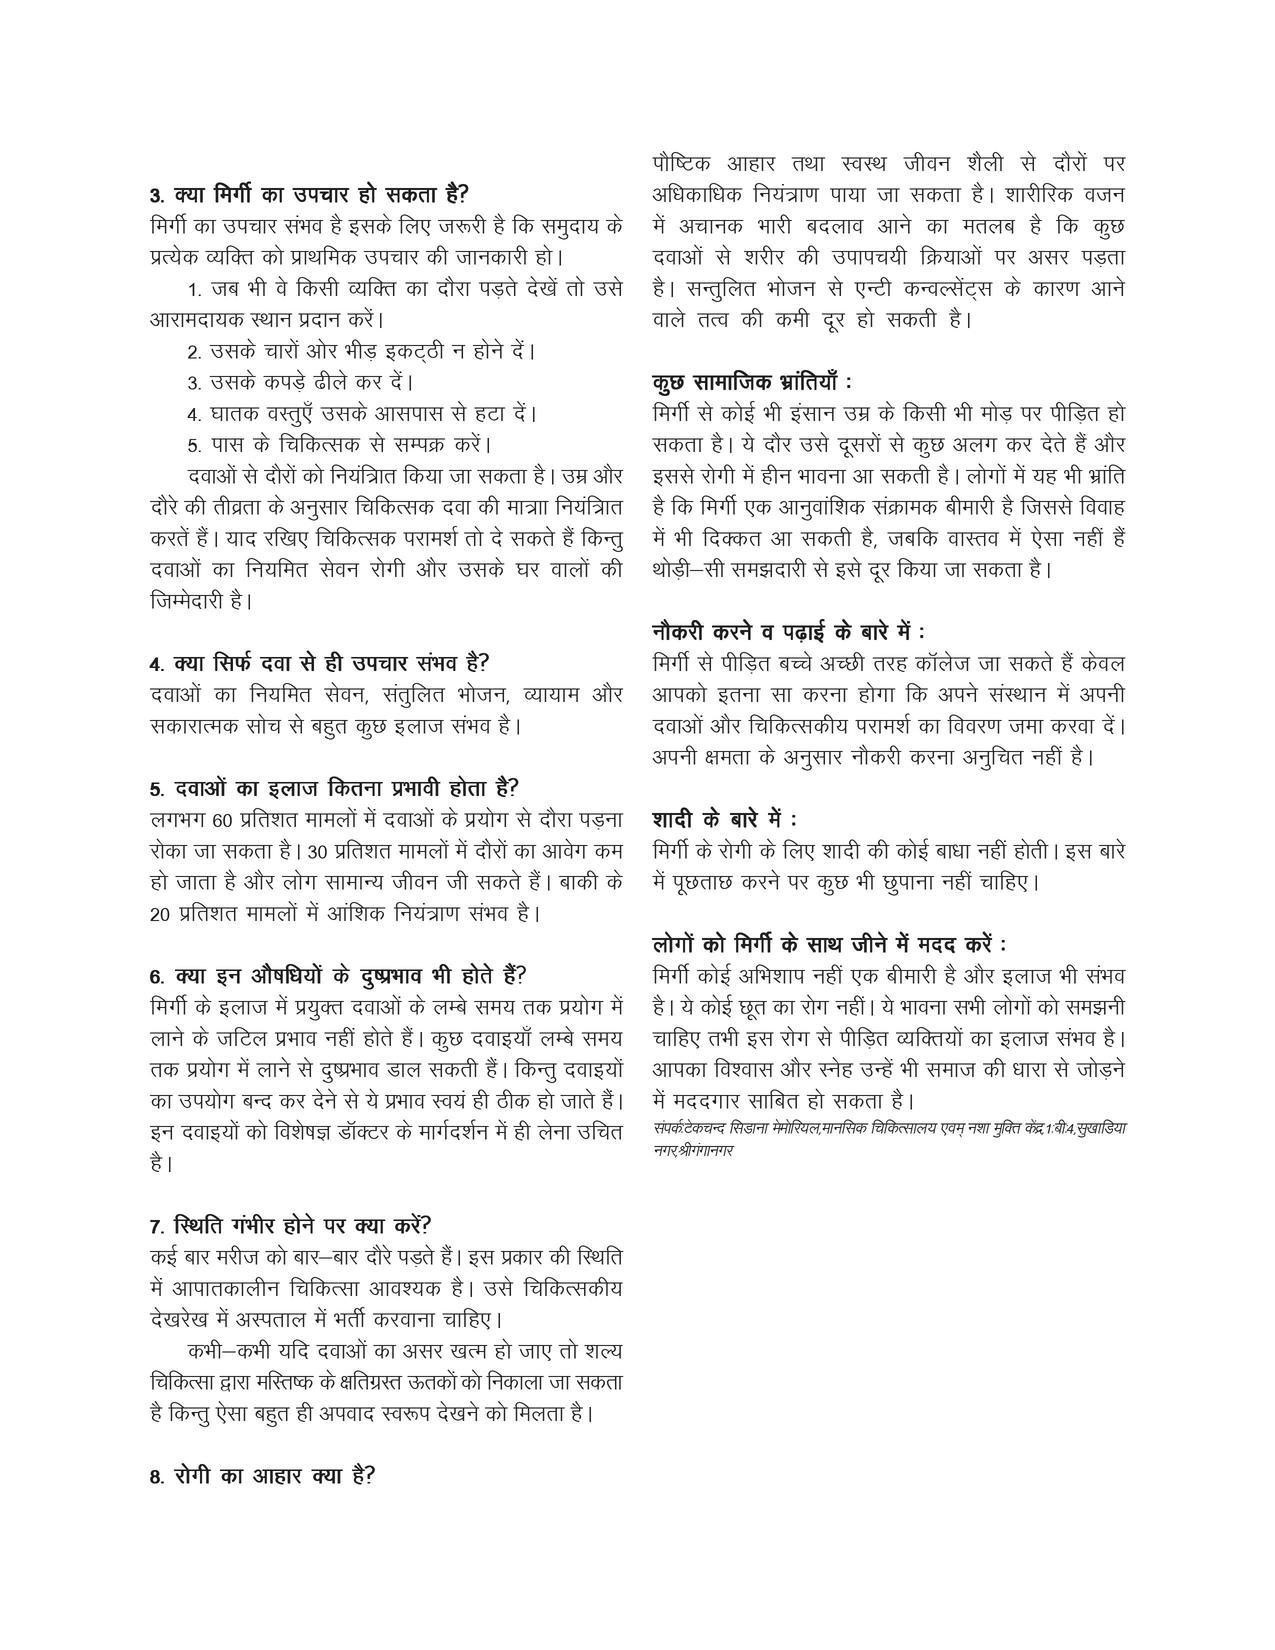 3. क्या मिर्गी का उपचार हो सकता है?
मिर्गी का उपचार संभव है इसके लिए जरूरी है कि समुदाय के
प्रत्येक व्यक्ति को प्राथमिक उपचार की जानकारी हो।
1. जब भी वे किसी व्यक्ति का दौरा पड़ते देखें तो उसे
आरामदायक स्थान प्रदान करें।
2. उसके चारों ओर भीड़ इकट्ठी न होने दें।
3. उसके कपड़े ढीले कर दें।
4. घातक वस्तुएँ उसके आसपास से हटा दें।
5. पास के चिकित्सक से सम्पक्र करें।
दवाओं से दौरों को नियंत्रिात किया जा सकता है। उम्र और
दौरे की तीव्रता के अनुसार चिकित्सक दवा की मात्राा नियंत्रिात
करतें हैं। याद रखिए चिकित्सक परामर्श तो दे सकते हैं किन्तु
दवाओं का नियमित सेवन रोगी और उसके घर वालों की
जिम्मेदारी है।
4. क्या सिर्फ दवा से ही उपचार संभव है?
दवाओं का नियमित सेवन, संतुलित भोजन, व्यायाम और
सकारात्मक सोच से बहुत कुछ इलाज संभव है।
5. दवाओं का इलाज कितना प्रभावी होता है?
लगभग 60 प्रतिशत मामलों में दवाओं के प्रयोग से दौरा पड़ना
रोका जा सकता है। 30 प्रतिशत मामलों में दौरों का आवेग कम
हो जाता है और लोग सामान्य जीवन जी सकते हैं। बाकी के
20 प्रतिशत मामलों में आंशिक नियंत्राण संभव है।
6. क्या इन औषधियों के दुष्प्रभाव भी होते हैं?
मिर्गी के इलाज में प्रयुक्त दवाओं के लम्बे समय तक प्रयोग में
लाने के जटिल प्रभाव नहीं होते हैं। कुछ दवाइयाँ लम्बे समय
तक प्रयोग में लाने से दुष्प्रभाव डाल सकती हैं। किन्तु दवाइयों
का उपयोग बन्द कर देने से ये प्रभाव स्वयं ही ठीक हो जाते हैं।
इन दवाइयों को विशेषज्ञ डॉक्टर के मार्गदर्शन में ही लेना उचित
है।
7. स्थिति गंभीर होने पर क्या करें?
कई बार मरीज को बार–बार दौरे पड़ते हैं। इस प्रकार की स्थिति
में आपातकालीन चिकित्सा आवश्यक है। उसे चिकित्सकीय
देखरेख में अस्पताल में भर्ती करवाना चाहिए।
कभी–कभी यदि दवाओं का असर खत्म हो जाए तो शल्य
चिकित्सा द्वारा मस्तिष्क के क्षतिग्रस्त ऊतकों को निकाला जा सकता
है किन्तु ऐसा बहुत ही अपवाद स्वरूप देखने को मिलता है।
8. रोगी का आहार क्या है?
पौष्टिक आहार तथा स्वस्थ जीवन शैली से दौरों पर
अधिकाधिक नियंत्राण पाया जा सकता है। शारीरिक वजन
में अचानक भारी बदलाव आने का मतलब है कि कुछ
दवाओं से शरीर की उपापचयी क्रियाओं पर असर पड़ता
है। सन्तुलित भोजन से एन्टी कन्वल्सेंट्स के कारण आने
वाले तत्व की कमी दूर हो सकती है।
कुछ सामाजिक भ्रांतियाँ :
मिर्गी से कोई भी इंसान उम्र के किसी भी मोड़ पर पीड़ित हो
सकता है। ये दौर उसे दूसरों से कुछ अलग कर देते हैं और
इससे रोगी में हीन भावना आ सकती है। लोगों में यह भी भ्रांति
है कि मिर्गी एक आनुवांशिक संक्रामक बीमारी है जिससे विवाह
में भी दिक्कत आ सकती है, जबकि वास्तव में ऐसा नहीं हैं
थोड़ी–सी समझदारी से इसे दूर किया जा सकता है।
नौकरी करने व पढ़ाई के बारे में :
मिर्गी से पीड़ित बच्चे अच्छी तरह कॉलेज जा सकते हैं केवल
आपको इतना सा करना होगा कि अपने संस्थान में अपनी
दवाओं और चिकित्सकीय परामर्श का विवरण जमा करवा दें।
अपनी क्षमता के अनुसार नौकरी करना अनुचित नहीं है।
शादी के बारे में :
मिर्गी के रोगी के लिए शादी की कोई बाधा नहीं होती। इस बारे
में पूछताछ करने पर कुछ भी छुपाना नहीं चाहिए।
लोगों को मिर्गी के साथ जीने में मदद करें :
मिर्गी कोई अभिशाप नहीं एक बीमारी है और इलाज भी संभव
है। ये कोई छूत का रोग नहीं। ये भावना सभी लोगों को समझनी
चाहिए तभी इस रोग से पीड़ित व्यक्तियों का इलाज संभव है।
आपका विश्वास और स्नेह उन्हें भी समाज की धारा से जोड़ने
में मददगार साबित हो सकता है।
संपर्क:टेकचन्द सिडाना मेमोरियल,मानसिक चिकित्सालय एवम् नशा मुक्ति केंद्र,1:बी:4,सुखाडिया
नगर,श्रीगंगानगर